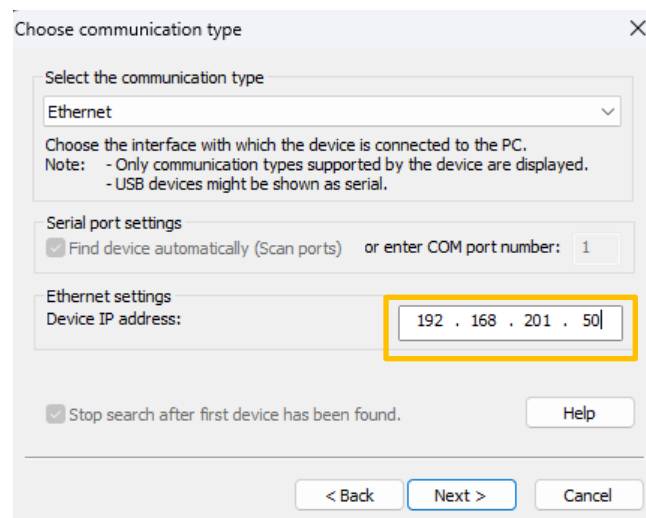 Choose communication type
Select the communication type
Ethernet
Choose the interface with which the device is connected to the PC.
Note: - Only communication types supported by the device are displayed.
- USB devices might be shown as serial.
Serial port settings
Find device automatically (Scan ports) or enter COM port number: 1
Ethernet settings
Device IP address: 192 . 168 . 201 . 50
Stop search after first device has been found. Help
< Back Next > Cancel